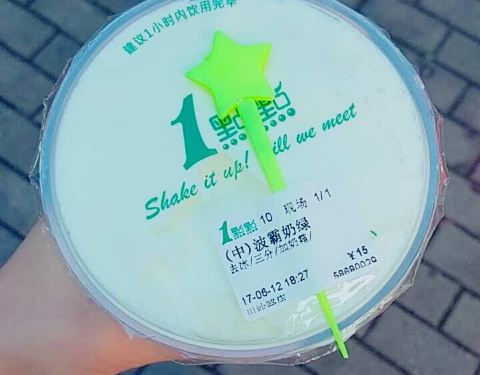 建议1小时内饮用完毕
1點點
Shake it up! ill we meet
1點點 10 现场 1/1
(中)波霸奶绿
去冰/三分/加奶霜/
¥15
17-06-12 18:27
58680029